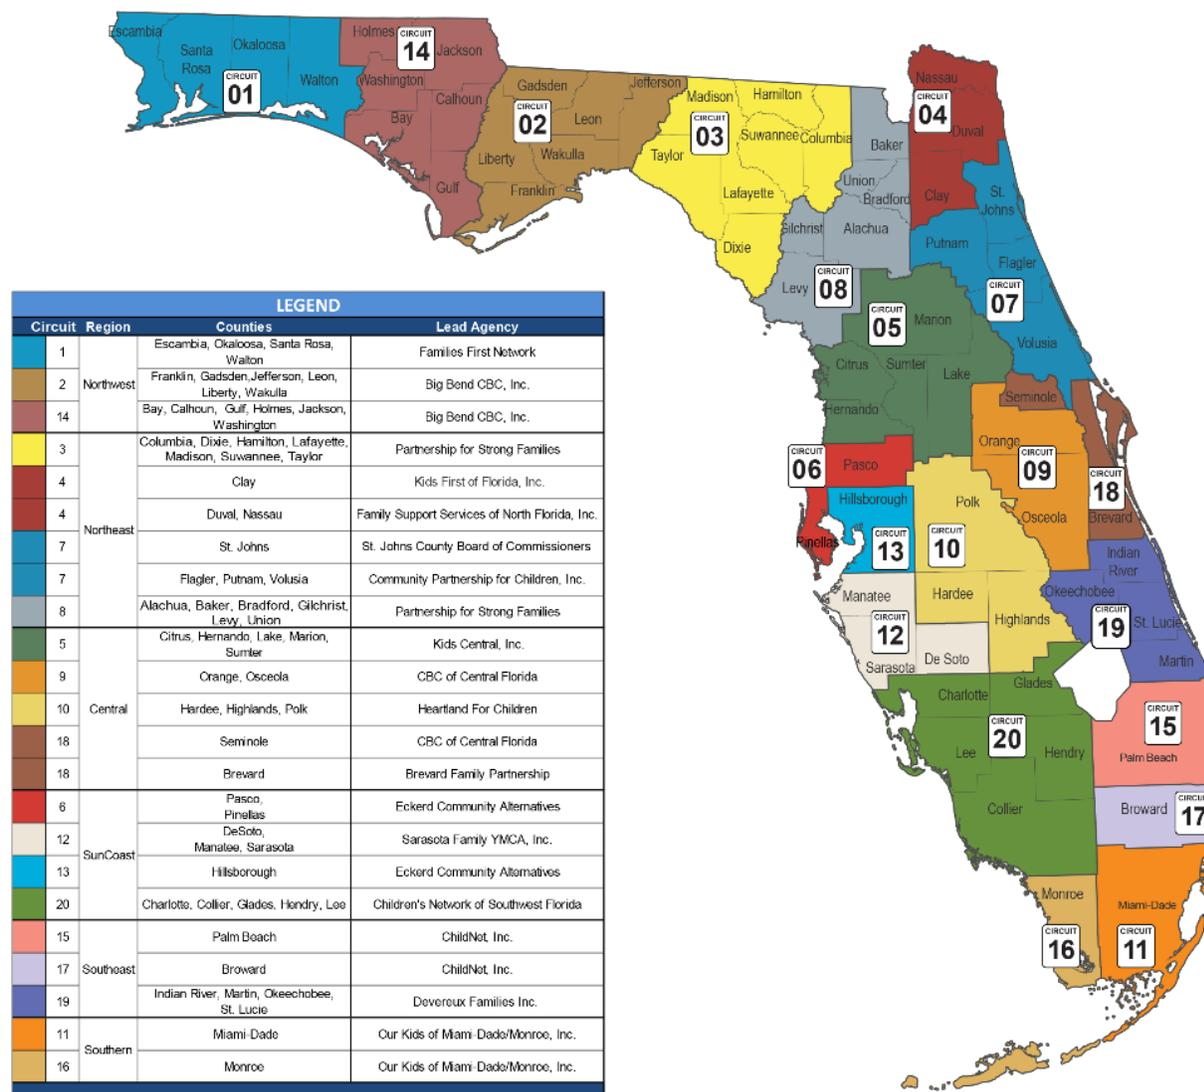 Escambia
Santa
Rosa
Okaloosa
Walton
CIRCUIT
01
Holmes
CIRCUIT
14
Jackson
Washington
Calhoun
Bay
Gulf
Gadsden
Jefferson
CIRCUIT
02
Leon
Liberty
Wakulla
Franklin
Madison
Hamilton
CIRCUIT
03
Suwannee
Columbia
Taylor
Lafayette
Dixie
Nassau
CIRCUIT
04
Duval
Clay
Baker
Union
Bradford
Gilchrist
Alachua
Levy
CIRCUIT
08
St.
Johns
Putnam
Flagler
CIRCUIT
07
Volusia
CIRCUIT
05
Marion
Citrus
Sumter
Lake
Hernando
Seminole
CIRCUIT
06
Pasco
Pinellas
Orange
CIRCUIT
09
Osceola
CIRCUIT
18
Brevard
Hillsborough
CIRCUIT
13
Polk
CIRCUIT
10
Hardee
Highlands
Manatee
CIRCUIT
12
Sarasota
De Soto
Indian
River
Okeechobee
CIRCUIT
19
St. Lucie
Martin
Charlotte
Glades
CIRCUIT
20
Lee
Hendry
Collier
CIRCUIT
15
Palm Beach
Broward
CIRCUI
17
Monroe
CIRCUIT
16
Miami-Dade
CIRCUIT
11
LEGEND
Circuit Region Counties Lead Agency
1 Escambia, Okaloosa, Santa Rosa,
Walton Families First Network
Northwest
2 Franklin, Gadsden,Jefferson, Leon,
Liberty, Wakulla Big Bend CBC, Inc.
14 Bay, Calhoun, Gulf, Holmes, Jackson,
Washington Big Bend CBC, Inc.
3 Columbia, Dixie, Hamilton, Lafayette,
Madison, Suwannee, Taylor Partnership for Strong Families
4 Clay Kids First of Florida, Inc.
4 Duval, Nassau Family Support Services of North Florida, Inc.
Northeast
7 St. Johns St. Johns County Board of Commissioners
7 Flagler, Putnam, Volusia Community Partnership for Children, Inc.
8 Alachua, Baker, Bradford, Gilchrist,
Levy, Union Partnership for Strong Families
5 Citrus, Hernando, Lake, Marion,
Sumter Kids Central, Inc.
9 Orange, Osceola CBC of Central Florida
Central
10 Hardee, Highlands, Polk Heartland For Children
18 Seminole CBC of Central Florida
18 Brevard Brevard Family Partnership
6 Pasco,
Pinellas Eckerd Community Alternatives
12 DeSoto,
Manatee, Sarasota Sarasota Family YMCA, Inc.
SunCoast
13 Hillsborough Eckerd Community Alternatives
20 Charlotte, Collier, Glades, Hendry, Lee Children's Network of Southwest Florida
15 Palm Beach ChildNet, Inc.
Southeast
17 Broward ChildNet, Inc.
19 Indian River, Martin, Okeechobee,
St. Lucie Devereux Families Inc.
11 Miami-Dade Our Kids of Miami-Dade/Monroe, Inc.
Southern
16 Monroe Our Kids of Miami-Dade/Monroe, Inc.